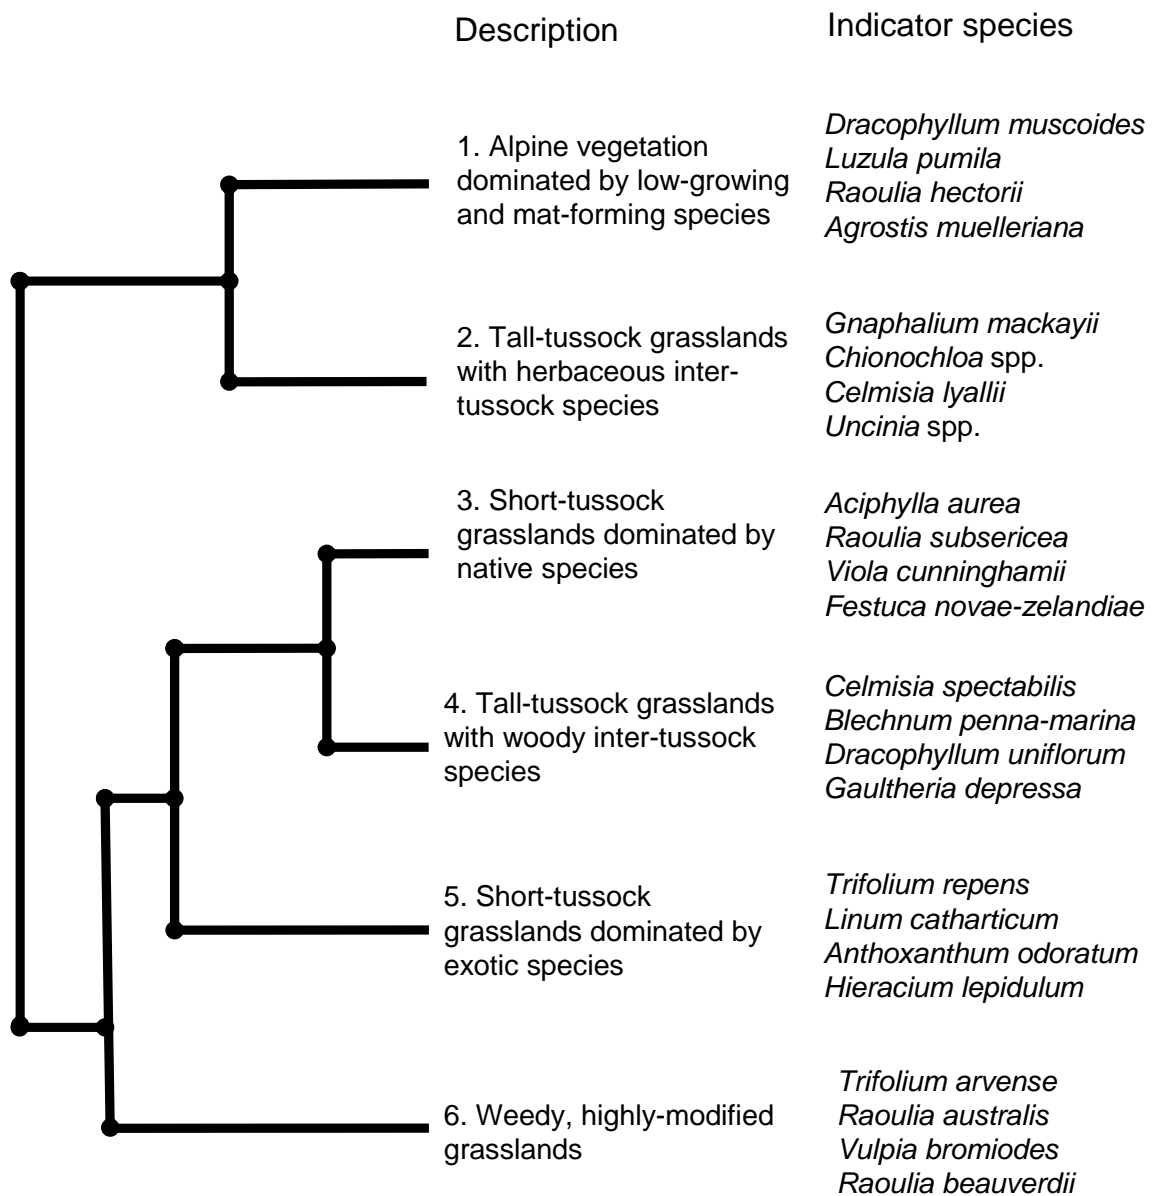 Description
Indicator species
1. Alpine vegetation
dominated by low-growing
and mat-forming species
Dracophyllum muscoides
Luzula pumila
Raoulia hectorii
Agrostis muelleriana
2. Tall-tussock grasslands
with herbaceous inter-
tussock species
Gnaphalium mackayii
Chionochloa spp.
Celmisia lyallii
Uncinia spp.
3. Short-tussock
grasslands dominated by
native species
Aciphylla aurea
Raoulia subsericea
Viola cunninghamii
Festuca novae-zelandiae
4. Tall-tussock grasslands
with woody inter-tussock
species
Celmisia spectabilis
Blechnum penna-marina
Dracophyllum uniflorum
Gaultheria depressa
5. Short-tussock
grasslands dominated by
exotic species
Trifolium repens
Linum catharticum
Anthoxanthum odoratum
Hieracium lepidulum
6. Weedy, highly-modified
grasslands
Trifolium arvense
Raoulia australis
Vulpia bromiodes
Raoulia beauverdii